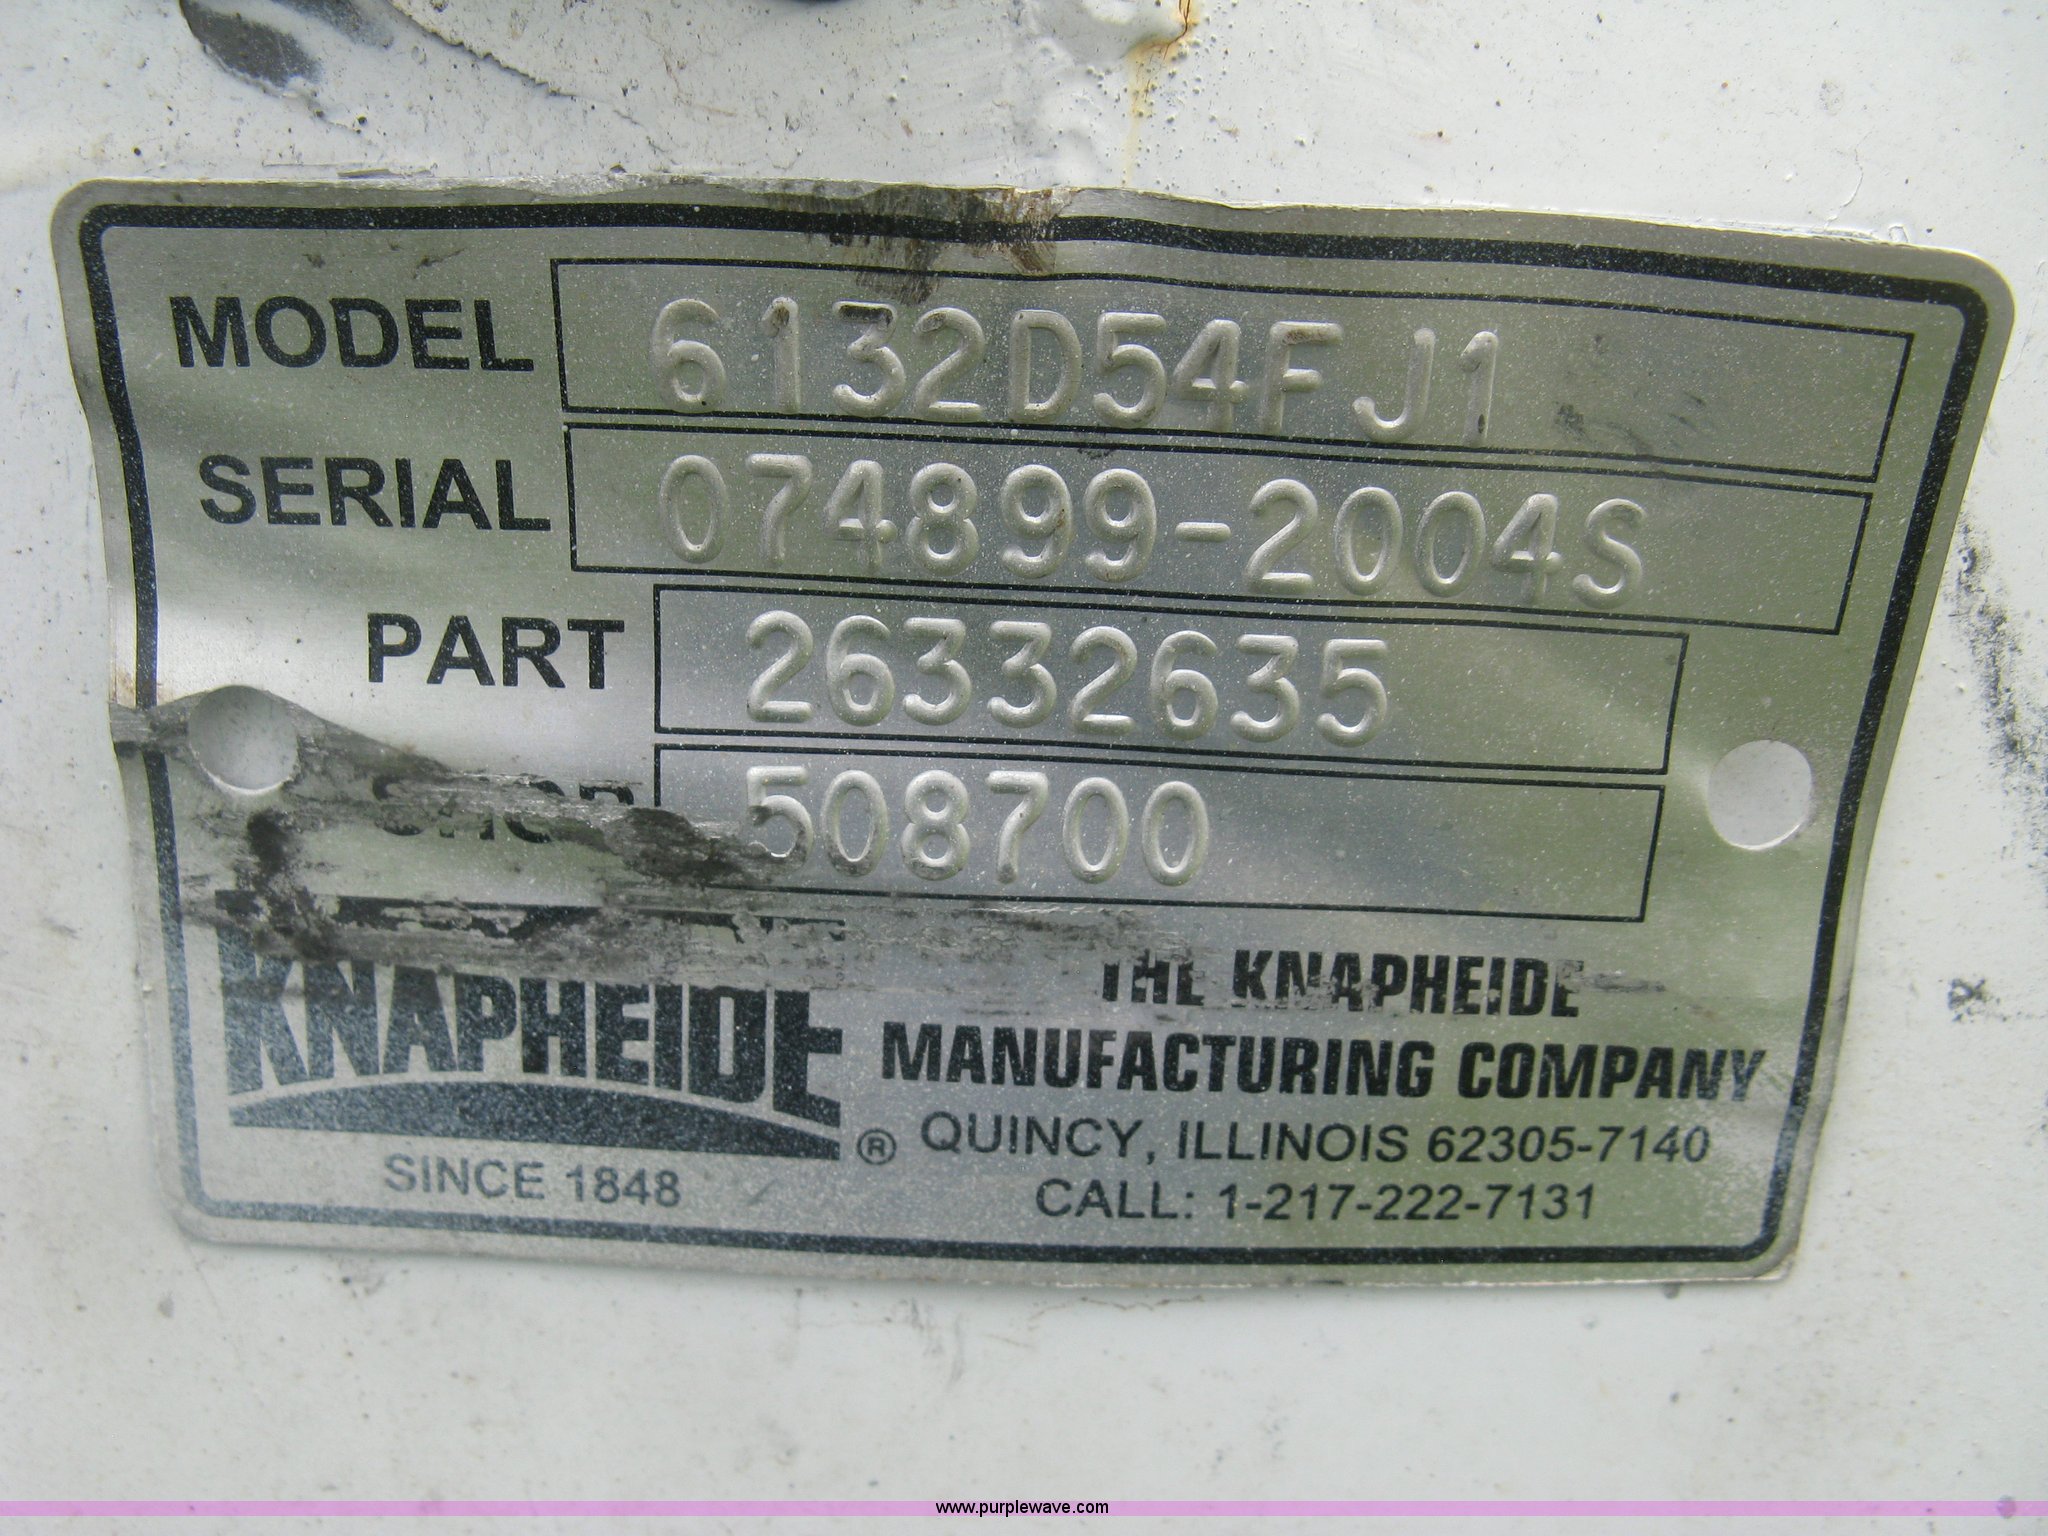 MODEL 6132D54FJ1
SERIAL 074899-2004S
PART 26332635
SHOP 508700
KNAPHEIDE
SINCE 1848
®
THE KNAPHEIDE
MANUFACTURING COMPANY
QUINCY, ILLINOIS 62305-7140
CALL: 1-217-222-7131
www.purplewave.com